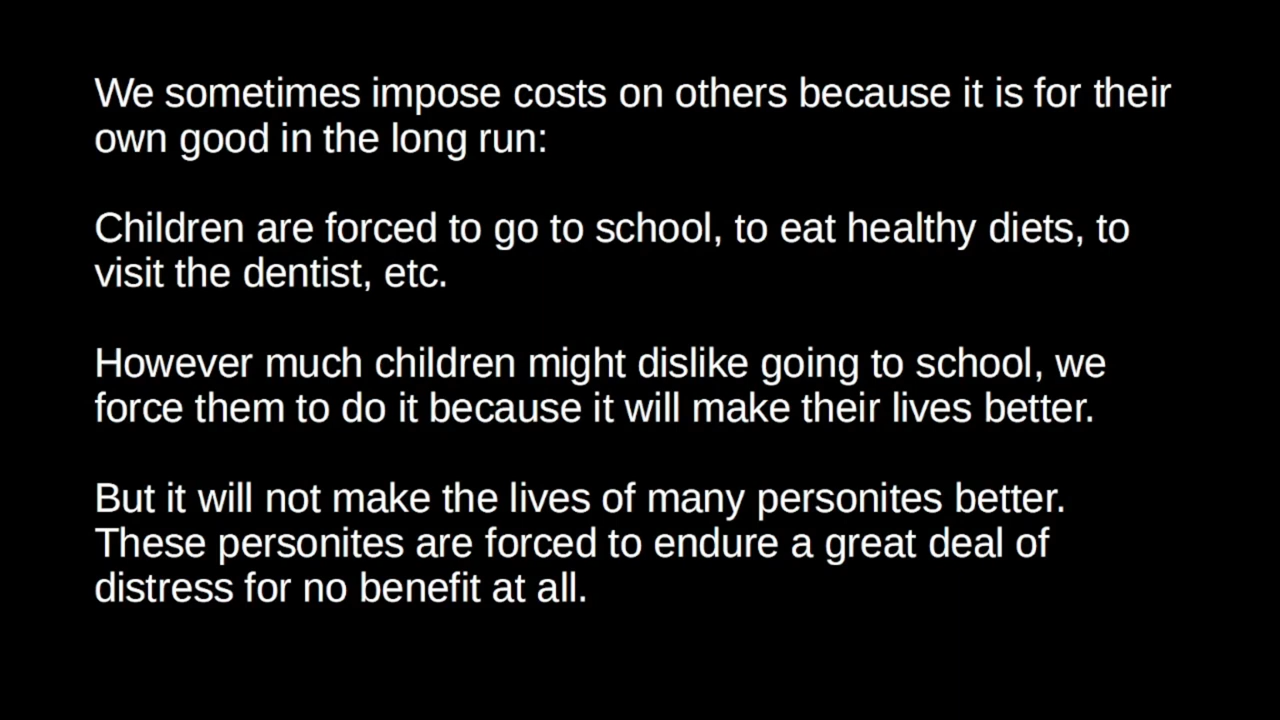 We sometimes impose costs on others because it is for their
own good in the long run:
Children are forced to go to school, to eat healthy diets, to
visit the dentist, etc.
However much children might dislike going to school, we
force them to do it because it will make their lives better.
But it will not make the lives of many personites better.
These personites are forced to endure a great deal of
distress for no benefit at all.